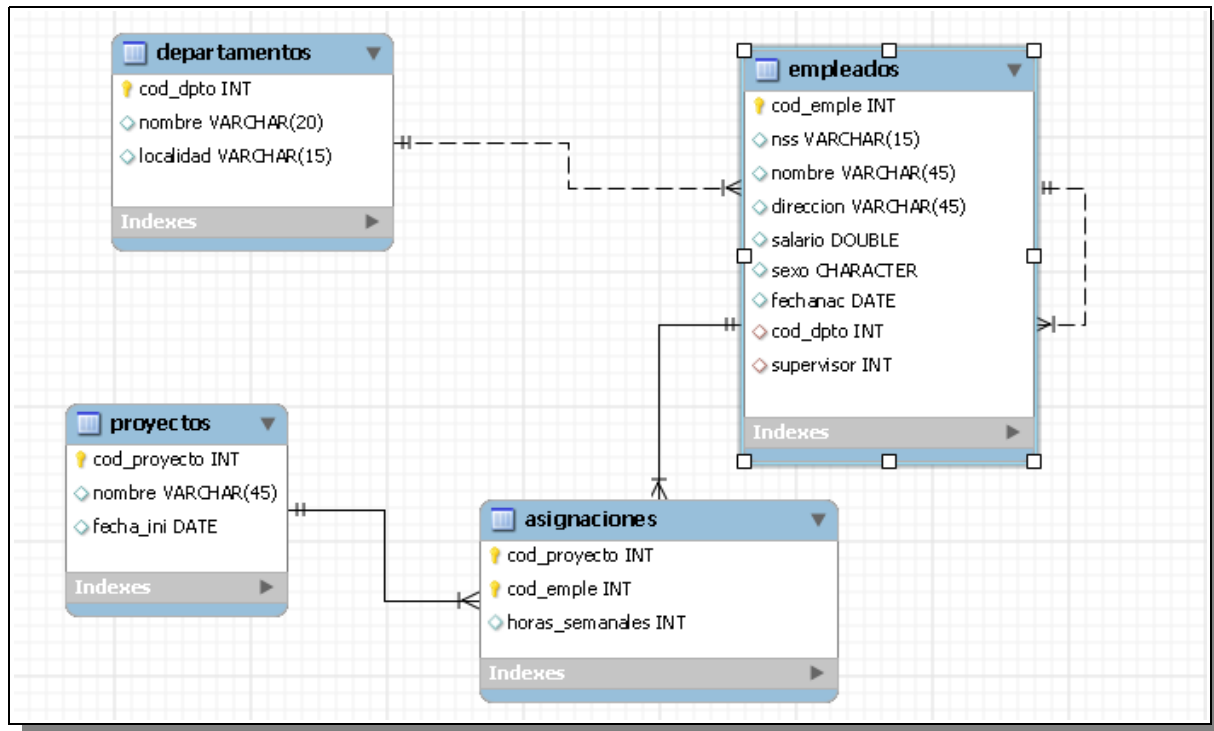 departamentos
cod_dpto INT
nombre VARCHAR(20)
localidad VARCHAR(15)
Indexes
empleados
cod_emple INT
nss VARCHAR(15)
nombre VARCHAR(45)
direccion VARCHAR(45)
salario DOUBLE
sexo CHARACTER
fechanac DATE
cod_dpto INT
supervisor INT
Indexes
proyectos
cod_proyecto INT
nombre VARCHAR(45)
fecha_ini DATE
Indexes
asignaciones
cod_proyecto INT
cod_emple INT
horas_semanales INT
Indexes